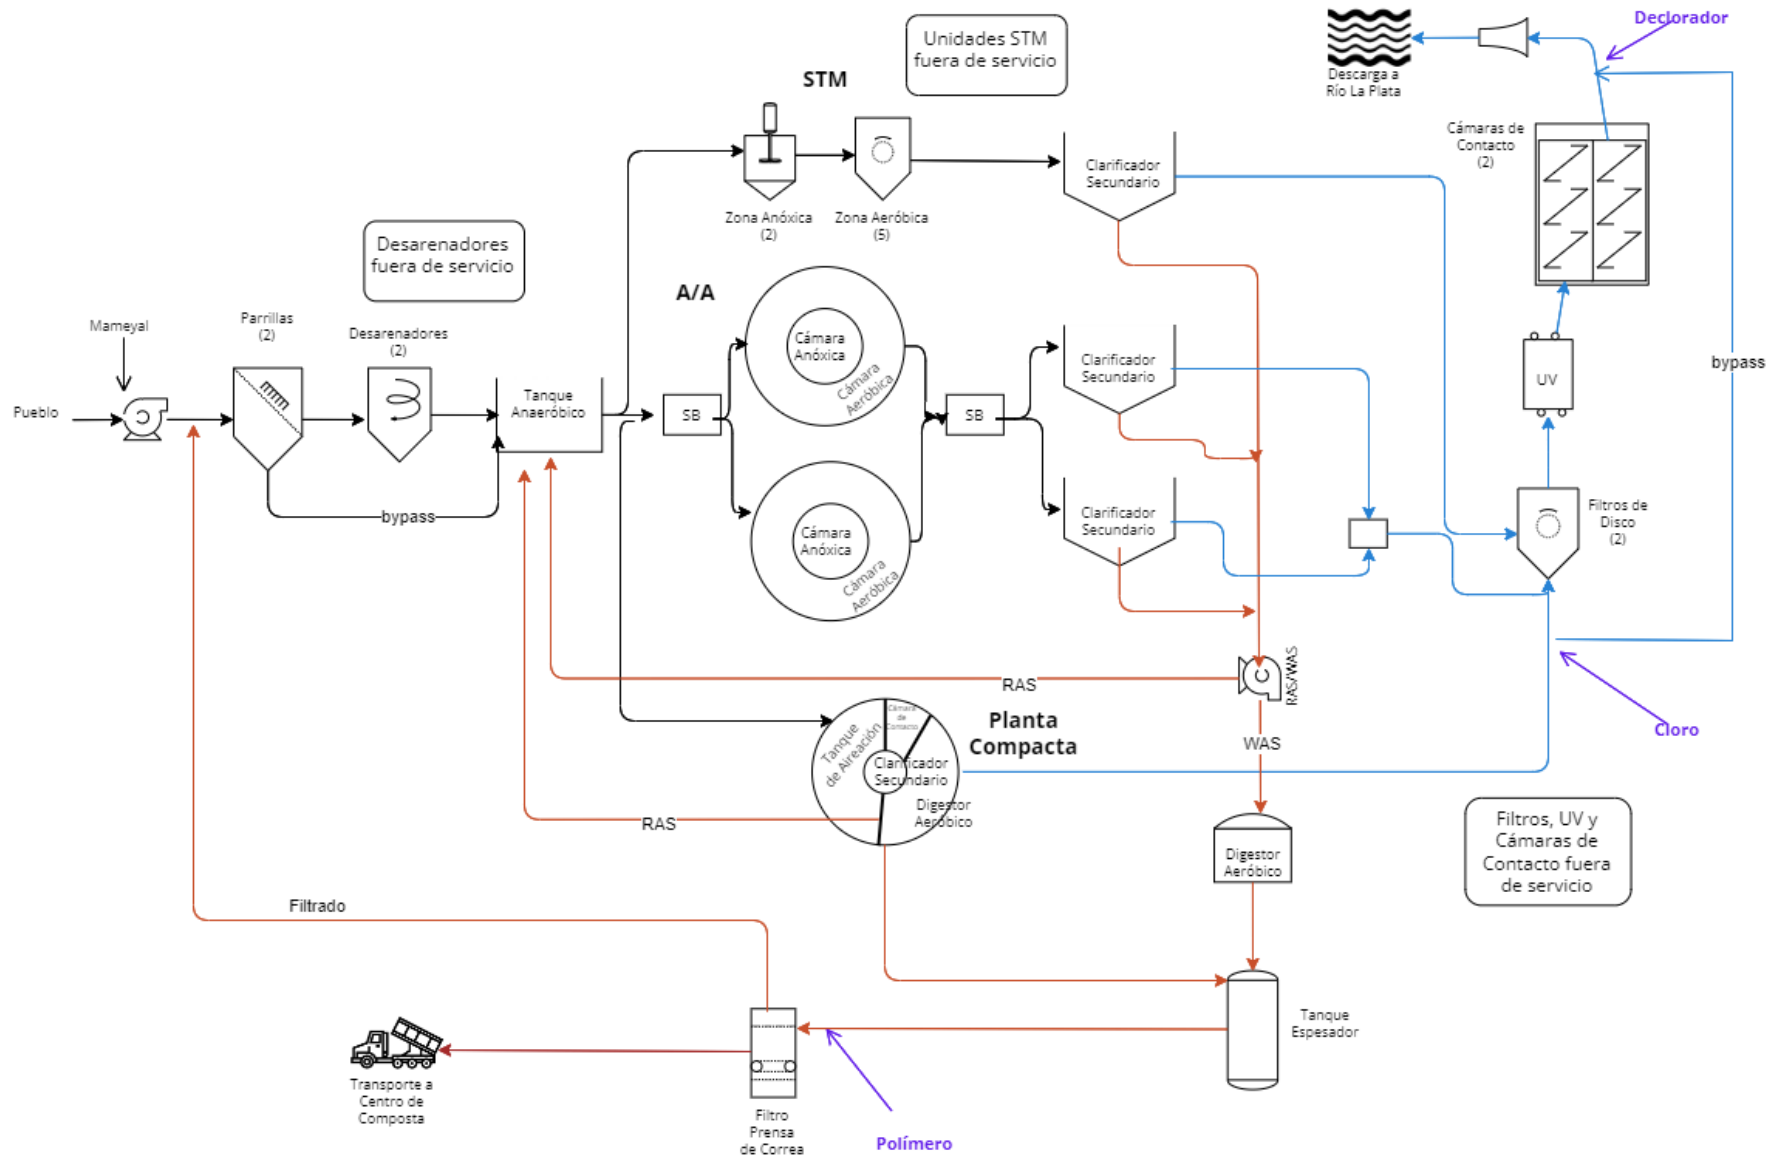 Declorador
Unidades STM
fuera de servicio
STM
Descarga a
Río La Plata
Cámaras de
Contacto
(2)
Clarificador
Secundario
Zona Anóxica
(2)
Zona Aeróbica
(5)
Desarenadores
fuera de servicio
A/A
Mameyal
Parrillas
(2)
Desarenadores
(2)
Cámara
Anóxica
Cámara
Aeróbica
Clarificador
Secundario
bypass
UV
Pueblo
Tanque
Anaeróbico
SB
SB
bypass
Cámara
Anóxica
Cámara
Aeróbica
Clarificador
Secundario
Filtros de
Disco
(2)
RAS
RAS/WAS
Planta
Compacta
Cámara
de
Contacto
Tanque
de Aireación
Clarificador
Secundario
Digestor
Aeróbico
WAS
Cloro
RAS
Filtros, UV y
Cámaras de
Contacto fuera
de servicio
Digestor
Aeróbico
Filtrado
Tanque
Espesador
Transporte a
Centro de
Composta
Filtro
Prensa
de Correa
Polímero